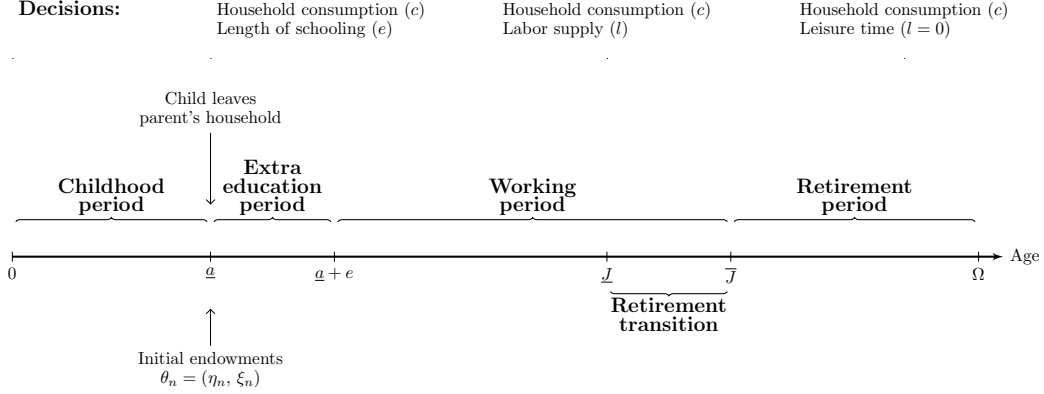 Decisions:
Household consumption (c)
Length of schooling (e)
Household consumption (c)
Labor supply (l)
Household consumption (c)
Leisure time (l = 0)
Child leaves
parent's household
Childhood
period
Extra
education
period
Working
period
Retirement
period
0
a
a + e
J
J
Ω
Age
Retirement
transition
Initial endowments
θₙ = (ηₙ, ξₙ)